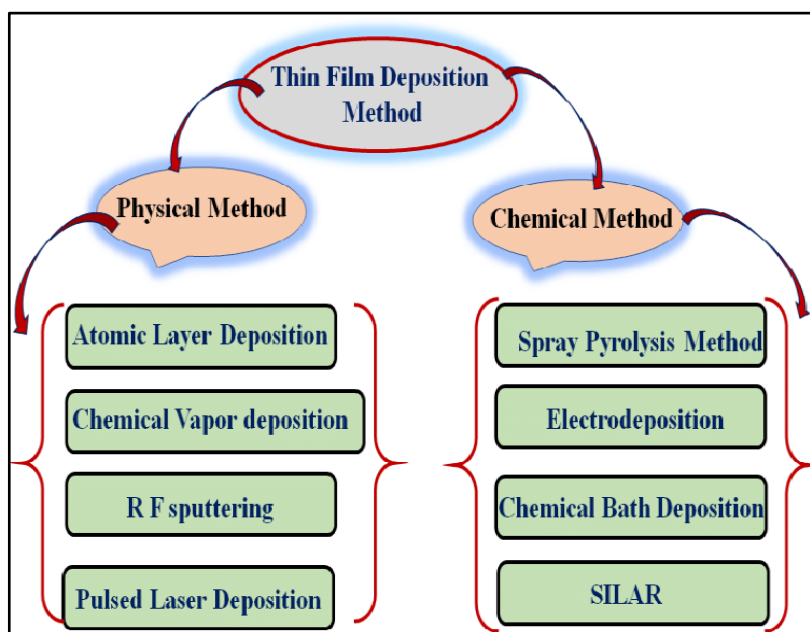 Thin Film Deposition
Method
Physical Method
Chemical Method
Atomic Layer Deposition
Chemical Vapor deposition
R F sputtering
Pulsed Laser Deposition
Spray Pyrolysis Method
Electrodeposition
Chemical Bath Deposition
SILAR